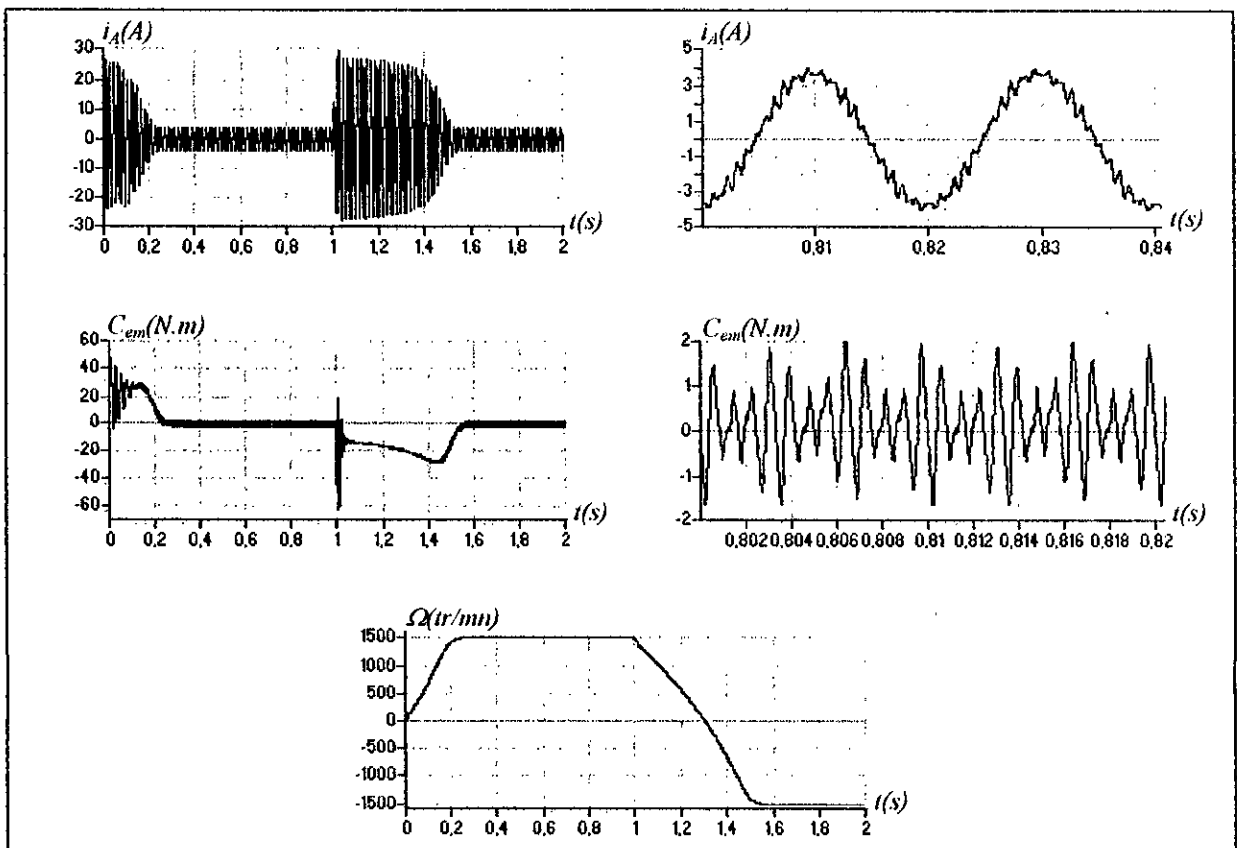 i_A(A)
30
20
10
0
-10
-20
-30
0 0,2 0,4 0,6 0,8 1 1,2 1,4 1,6 1,8 2
t(s)
i_A(A)
5
3
1
-1
-3
-5
0,81 0,82 0,83 0,84
t(s)
C_em(N.m)
60
40
20
0
-20
-40
-60
0 0,2 0,4 0,6 0,8 1 1,2 1,4 1,6 1,8 2
t(s)
C_em(N.m)
2
1
0
-1
-2
0,802 0,804 0,806 0,808 0,81 0,812 0,814 0,816 0,818 0,82
t(s)
Ω(tr/mn)
1500
1000
500
0
-500
-1000
-1500
0 0,2 0,4 0,6 0,8 1 1,2 1,4 1,6 1,8 2
t(s)